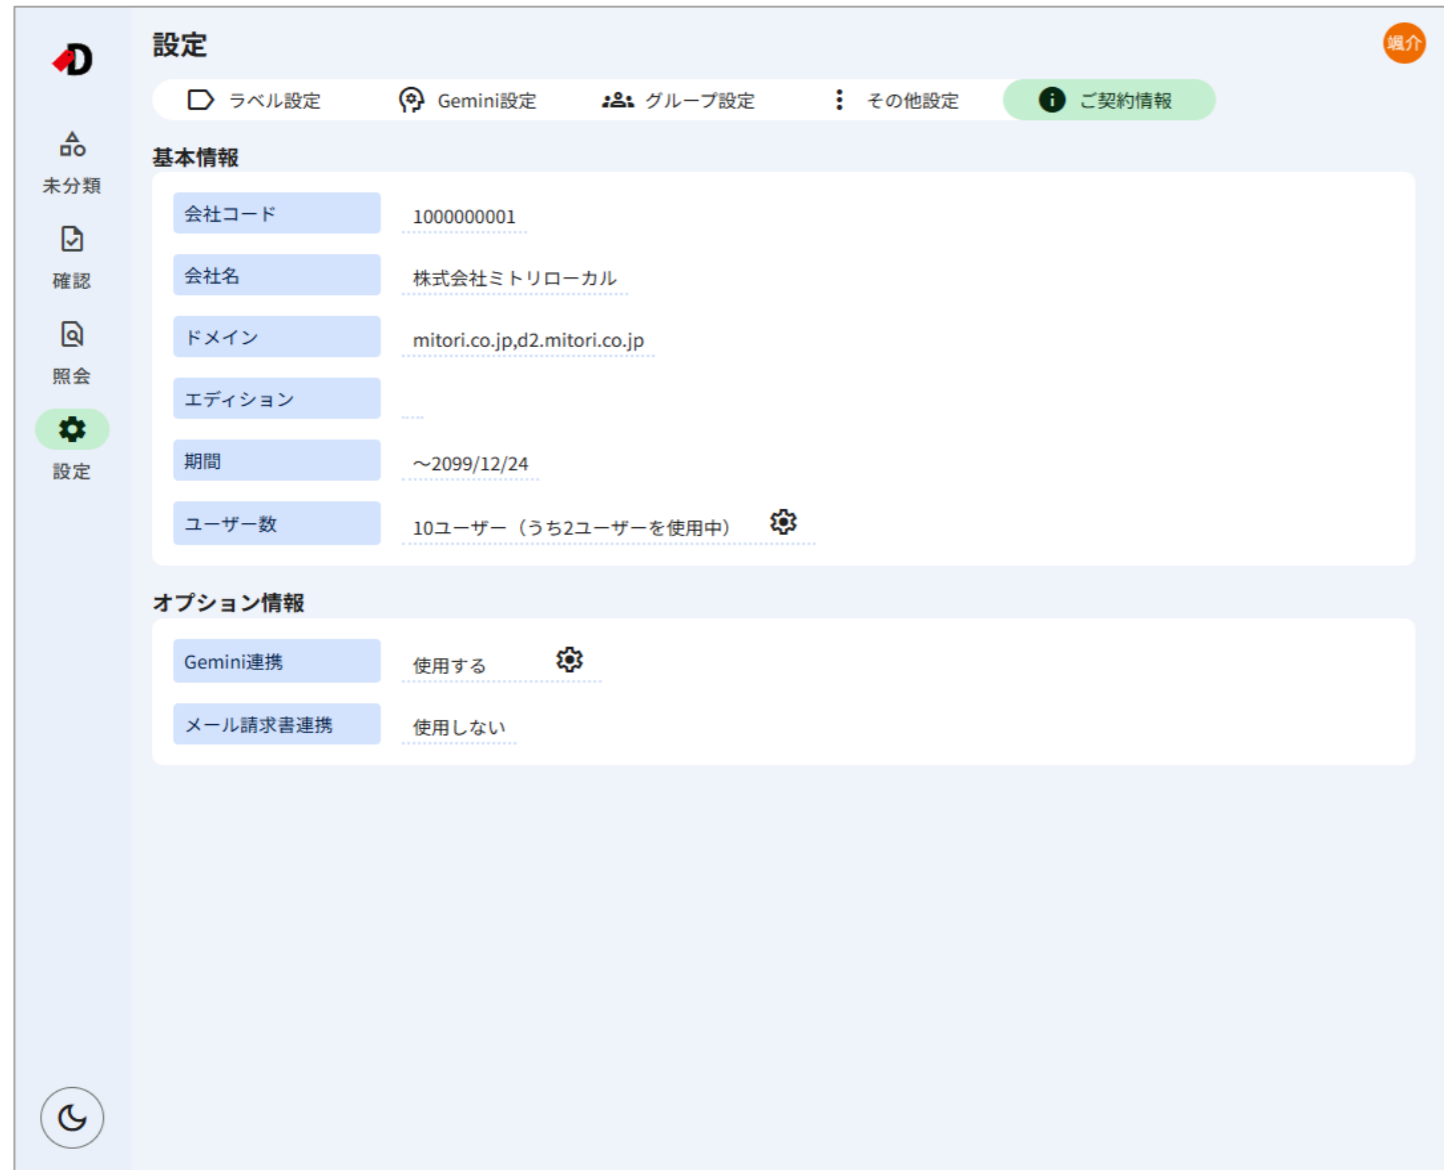 設定
颯介
ラベル設定
Gemini設定
グループ設定
その他設定
ご契約情報
未分類
確認
照会
設定
基本情報
会社コード
1000000001
会社名
株式会社ミトリローカル
ドメイン
mitori.co.jp,d2.mitori.co.jp
エディション
期間
～2099/12/24
ユーザー数
10ユーザー（うち2ユーザーを使用中）
オプション情報
Gemini連携
使用する
メール請求書連携
使用しない